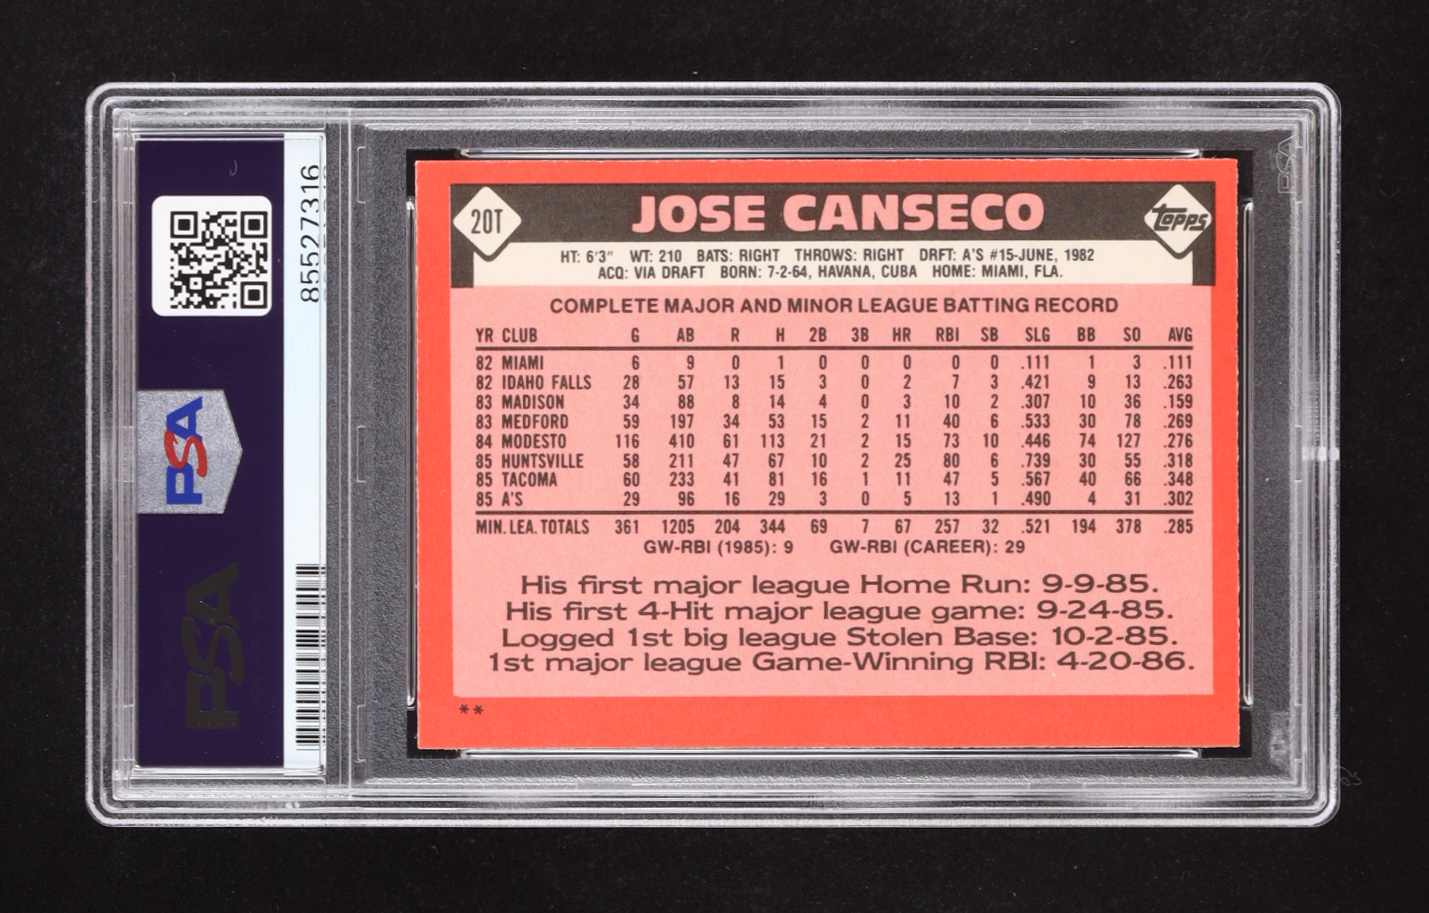 85527316
PSA
PSA
20T
JOSE CANSECO
Topps
HT: 6'3" WT: 210 BATS: RIGHT THROWS: RIGHT DRFT: A'S #15-JUNE, 1982
ACQ: VIA DRAFT BORN: 7-2-64, HAVANA, CUBA HOME: MIAMI, FLA.
COMPLETE MAJOR AND MINOR LEAGUE BATTING RECORD
YR CLUB G AB R H 2B 3B HR RBI SB SLG BB SO AVG
82 MIAMI 6 9 0 1 0 0 0 0 0 .111 1 3 .111
82 IDAHO FALLS 28 57 13 15 3 0 2 7 3 .421 9 13 .263
83 MADISON 34 88 8 14 4 0 3 10 2 .307 10 36 .159
83 MEDFORD 59 197 34 53 15 2 11 40 6 .533 30 78 .269
84 MODESTO 116 410 61 113 21 2 15 73 10 .446 74 127 .276
85 HUNTSVILLE 58 211 47 67 10 2 25 80 6 .739 30 55 .318
85 TACOMA 60 233 41 81 16 1 11 47 5 .567 40 66 .348
85 A'S 29 96 16 29 3 0 5 13 1 .490 4 31 .302
MIN. LEA. TOTALS 361 1205 204 344 69 7 67 257 32 .521 194 378 .285
GW-RBI (1985): 9 GW-RBI (CAREER): 29
His first major league Home Run: 9-9-85.
His first 4-Hit major league game: 9-24-85.
Logged 1st big league Stolen Base: 10-2-85.
1st major league Game-Winning RBI: 4-20-86.
**
PSA